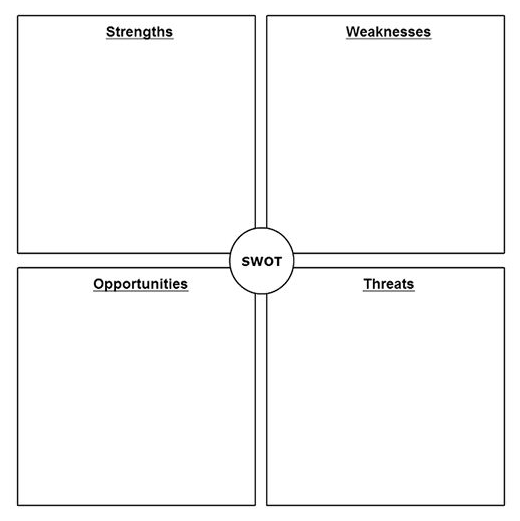 Strengths
Weaknesses
SWOT
Opportunities
Threats